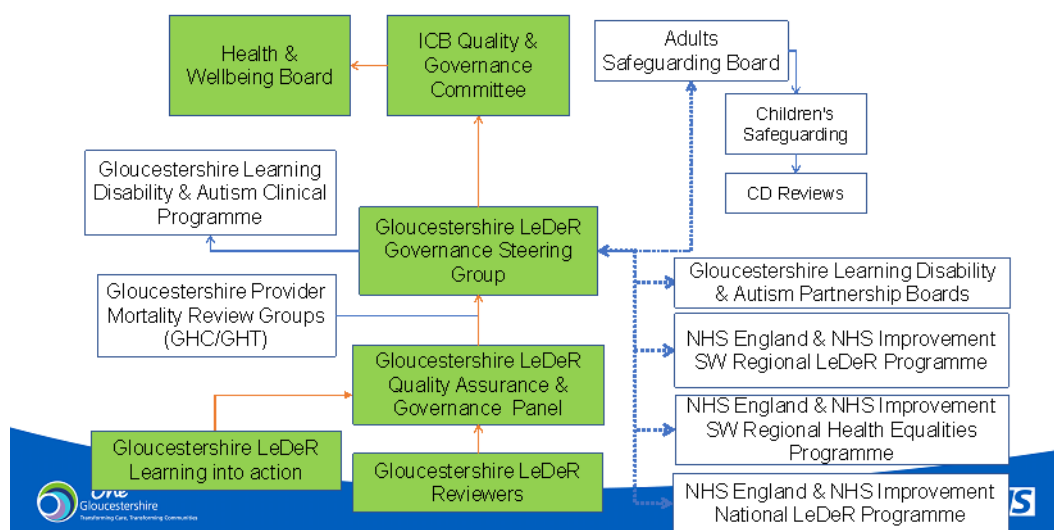 Health &
Wellbeing Board
ICB Quality &
Governance
Committee
Adults
Safeguarding Board
Children's
Safeguarding
CD Reviews
Gloucestershire Learning
Disability & Autism Clinical
Programme
Gloucestershire LeDeR
Governance Steering
Group
Gloucestershire Learning Disability
& Autism Partnership Boards
Gloucestershire Provider
Mortality Review Groups
(GHC/GHT)
NHS England & NHS Improvement
SW Regional LeDeR Programme
Gloucestershire LeDeR
Quality Assurance &
Governance Panel
NHS England & NHS Improvement
SW Regional Health Equalities
Programme
Gloucestershire LeDeR
Learning into action
Gloucestershire LeDeR
Reviewers
NHS England & NHS Improvement
National LeDeR Programme
One
Gloucestershire
Transforming Care, Transforming Communities